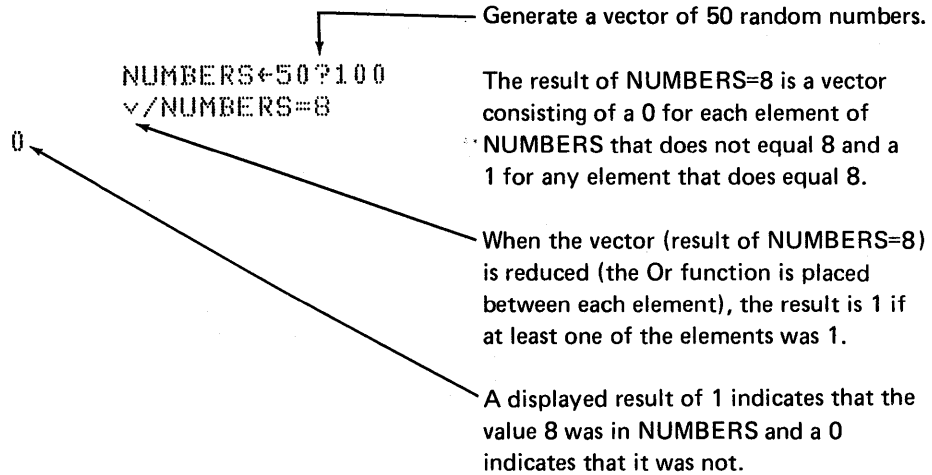 Generate a vector of 50 random numbers.
NUMBERS←50?100
∨/NUMBERS=8
0
The result of NUMBERS=8 is a vector
consisting of a 0 for each element of
NUMBERS that does not equal 8 and a
1 for any element that does equal 8.
When the vector (result of NUMBERS=8)
is reduced (the Or function is placed
between each element), the result is 1 if
at least one of the elements was 1.
A displayed result of 1 indicates that the
value 8 was in NUMBERS and a 0
indicates that it was not.